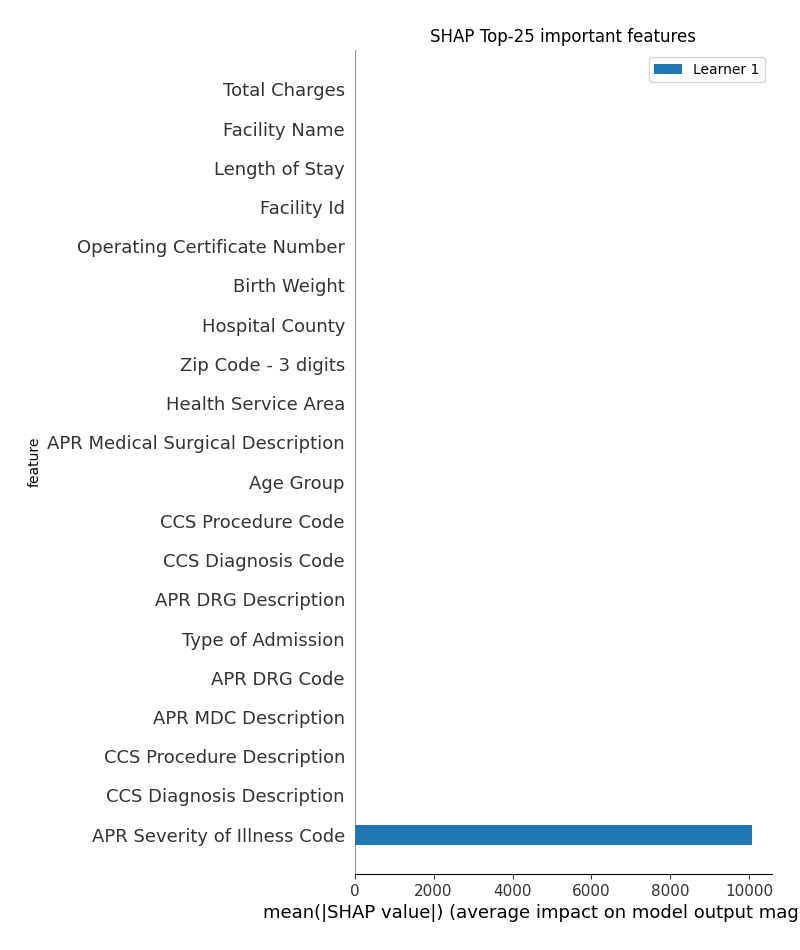 SHAP Top-25 important features
Learner 1
Total Charges
Facility Name
Length of Stay
Facility Id
Operating Certificate Number
Birth Weight
Hospital County
Zip Code - 3 digits
Health Service Area
APR Medical Surgical Description
Age Group
CCS Procedure Code
CCS Diagnosis Code
APR DRG Description
Type of Admission
APR DRG Code
APR MDC Description
CCS Procedure Description
CCS Diagnosis Description
APR Severity of Illness Code
feature
0 2000 4000 6000 8000 10000
mean(|SHAP value|) (average impact on model output mag